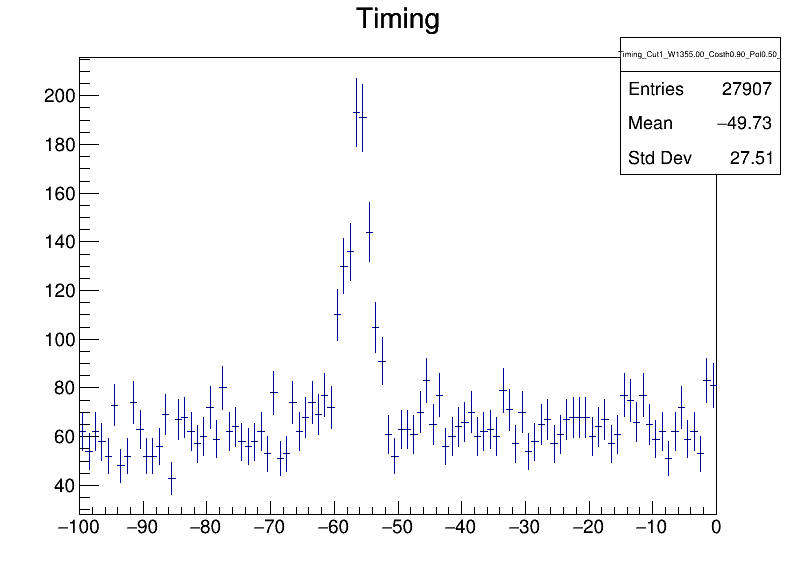 Timing
Timing_Cut1_W1355.00_Costh0.90_Pol0.50_
Entries 27907
Mean −49.73
Std Dev 27.51
200
180
160
140
120
100
80
60
40
−100 −90 −80 −70 −60 −50 −40 −30 −20 −10 0